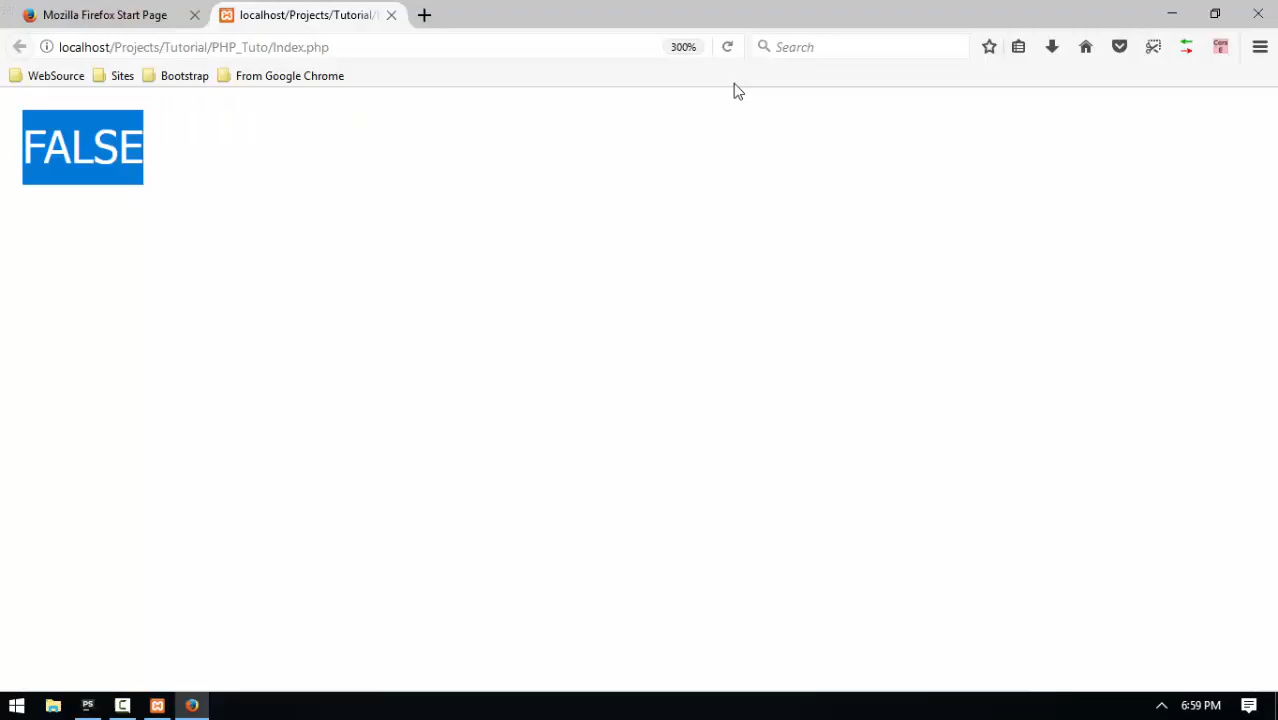 Mozilla Firefox Start Page
localhost/Projects/Tutorial/
localhost/Projects/Tutorial/PHP_Tuto/Index.php
300%
Search
WebSource
Sites
Bootstrap
From Google Chrome
FALSE
PS
6:59 PM